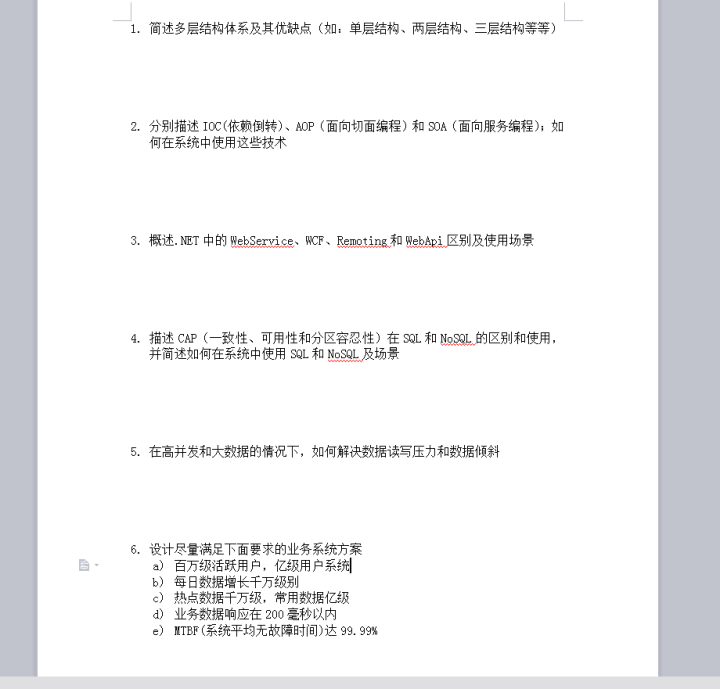 1. 简述多层结构体系及其优缺点（如：单层结构、两层结构、三层结构等等）
2. 分别描述 IOC(依赖倒转)、AOP（面向切面编程）和 SOA（面向服务编程）；如
何在系统中使用这些技术
3. 概述.NET 中的 WebService、WCF、Remoting 和 WebApi 区别及使用场景
4. 描述 CAP（一致性、可用性和分区容忍性）在 SQL 和 NoSQL 的区别和使用，
并简述如何在系统中使用 SQL 和 NoSQL 及场景
5. 在高并发和大数据的情况下，如何解决数据读写压力和数据倾斜
6. 设计尽量满足下面要求的业务系统方案
a) 百万级活跃用户，亿级用户系统
b) 每日数据增长千万级别
c) 热点数据千万级，常用数据亿级
d) 业务数据响应在 200 毫秒以内
e) MTBF(系统平均无故障时间)达 99.99%